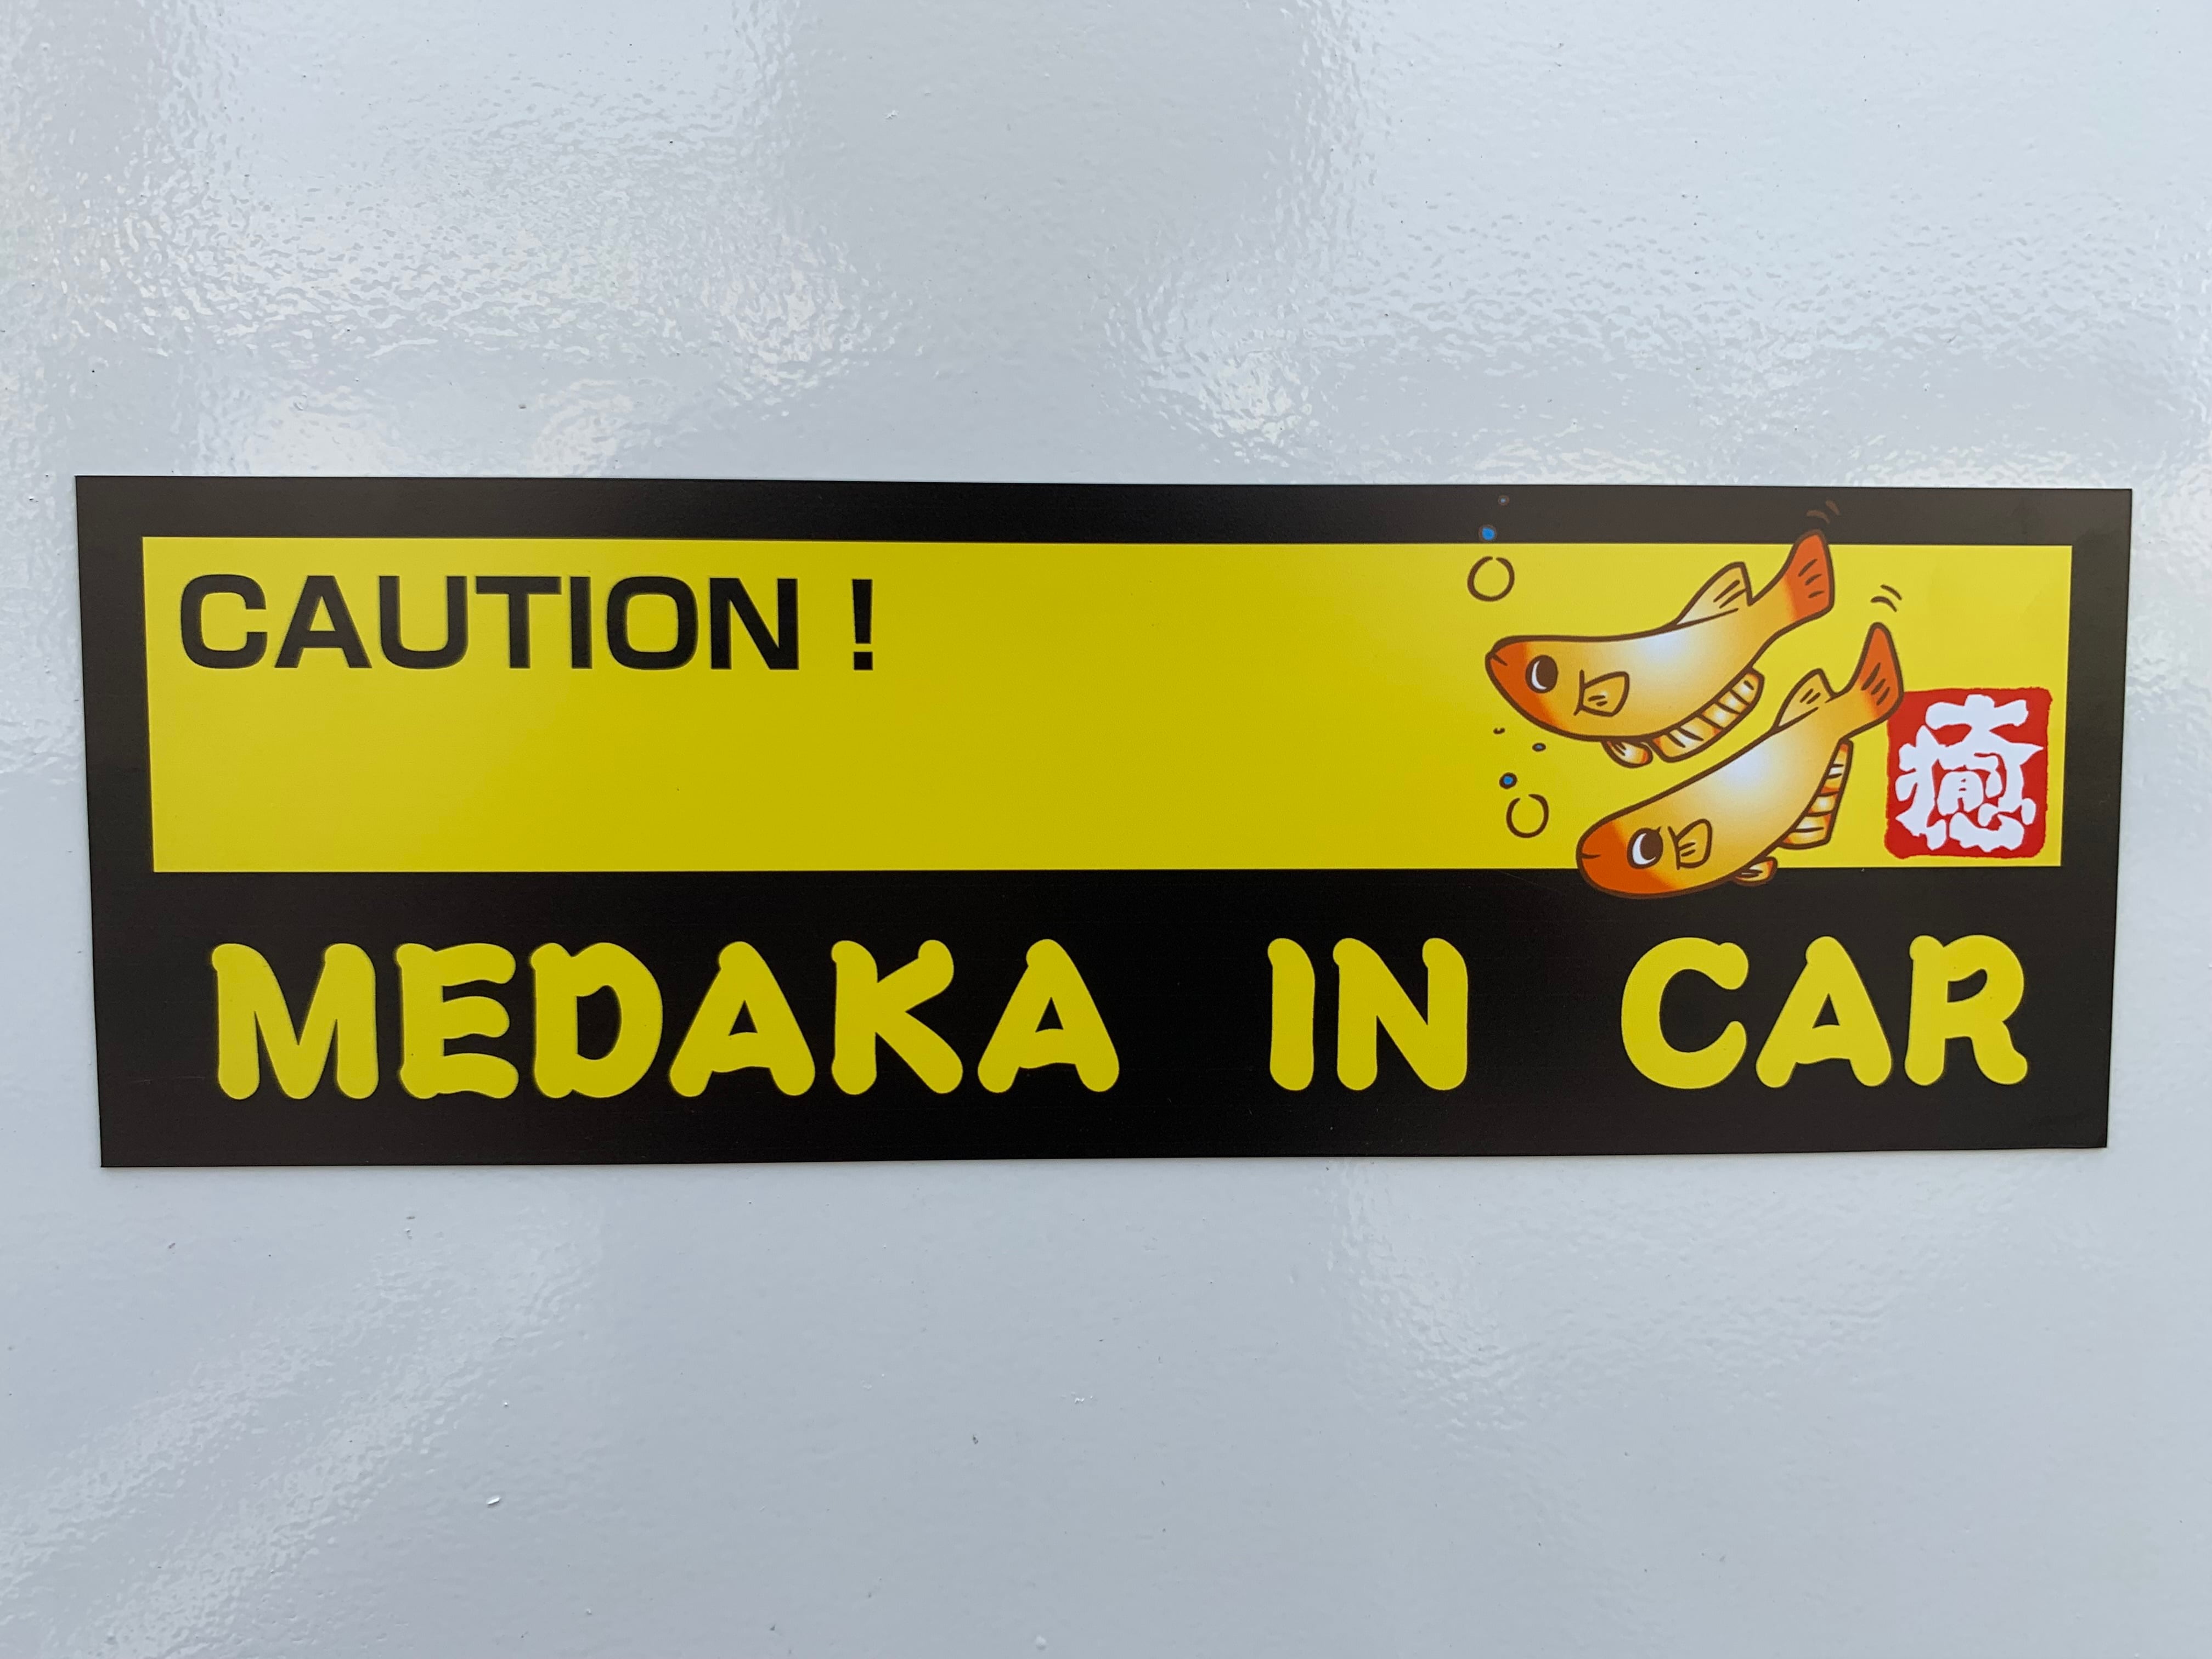 CAUTION !
癒
MEDAKA IN CAR